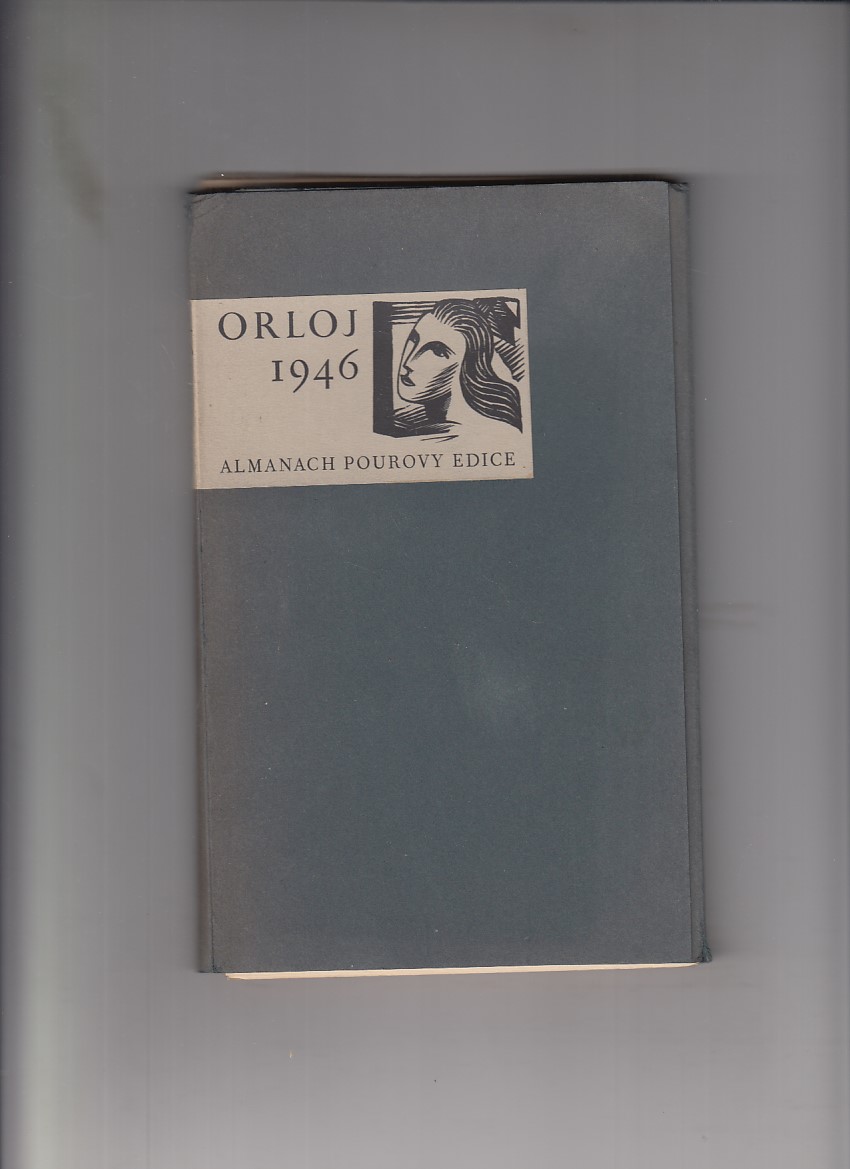 ORLOJ
1946
ALMANACH POUROVY EDICE